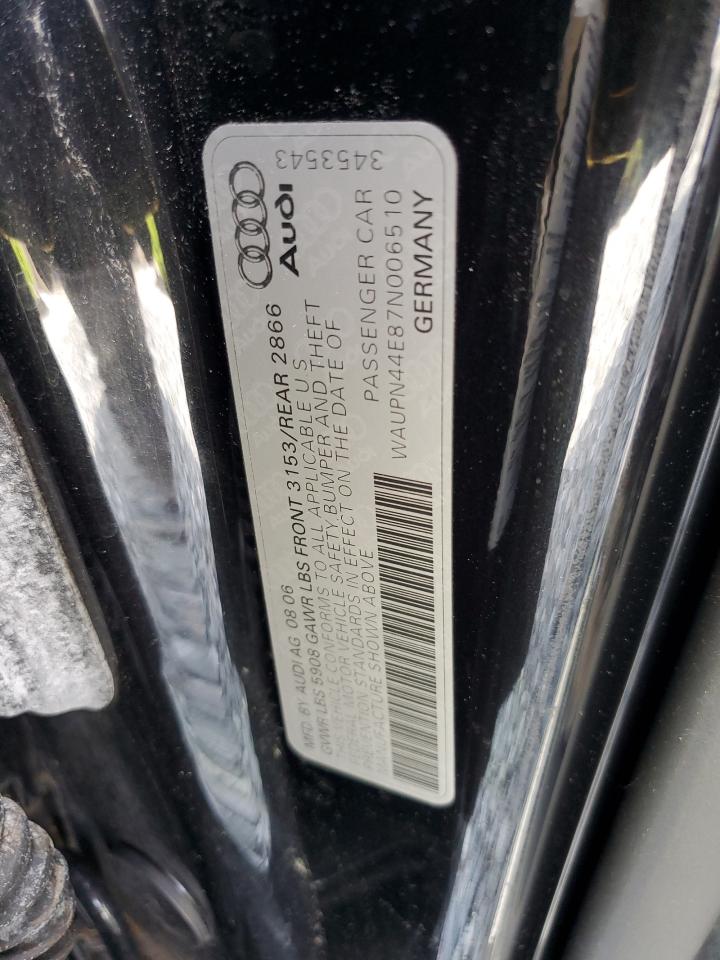 AUDI
3453543
MFD BY AUDI AG 08 06
GVWR LBS 5908 GAWR LBS FRONT 3153/REAR 2866
THIS VEHICLE CONFORMS TO ALL APPLICABLE U S
FEDERAL MOTOR VEHICLE SAFETY BUMPER AND THEFT
PREVENTION STANDARDS IN EFFECT ON THE DATE OF
MANUFACTURE SHOWN ABOVE
PASSENGER CAR
WAUPN44E87N006510
GERMANY